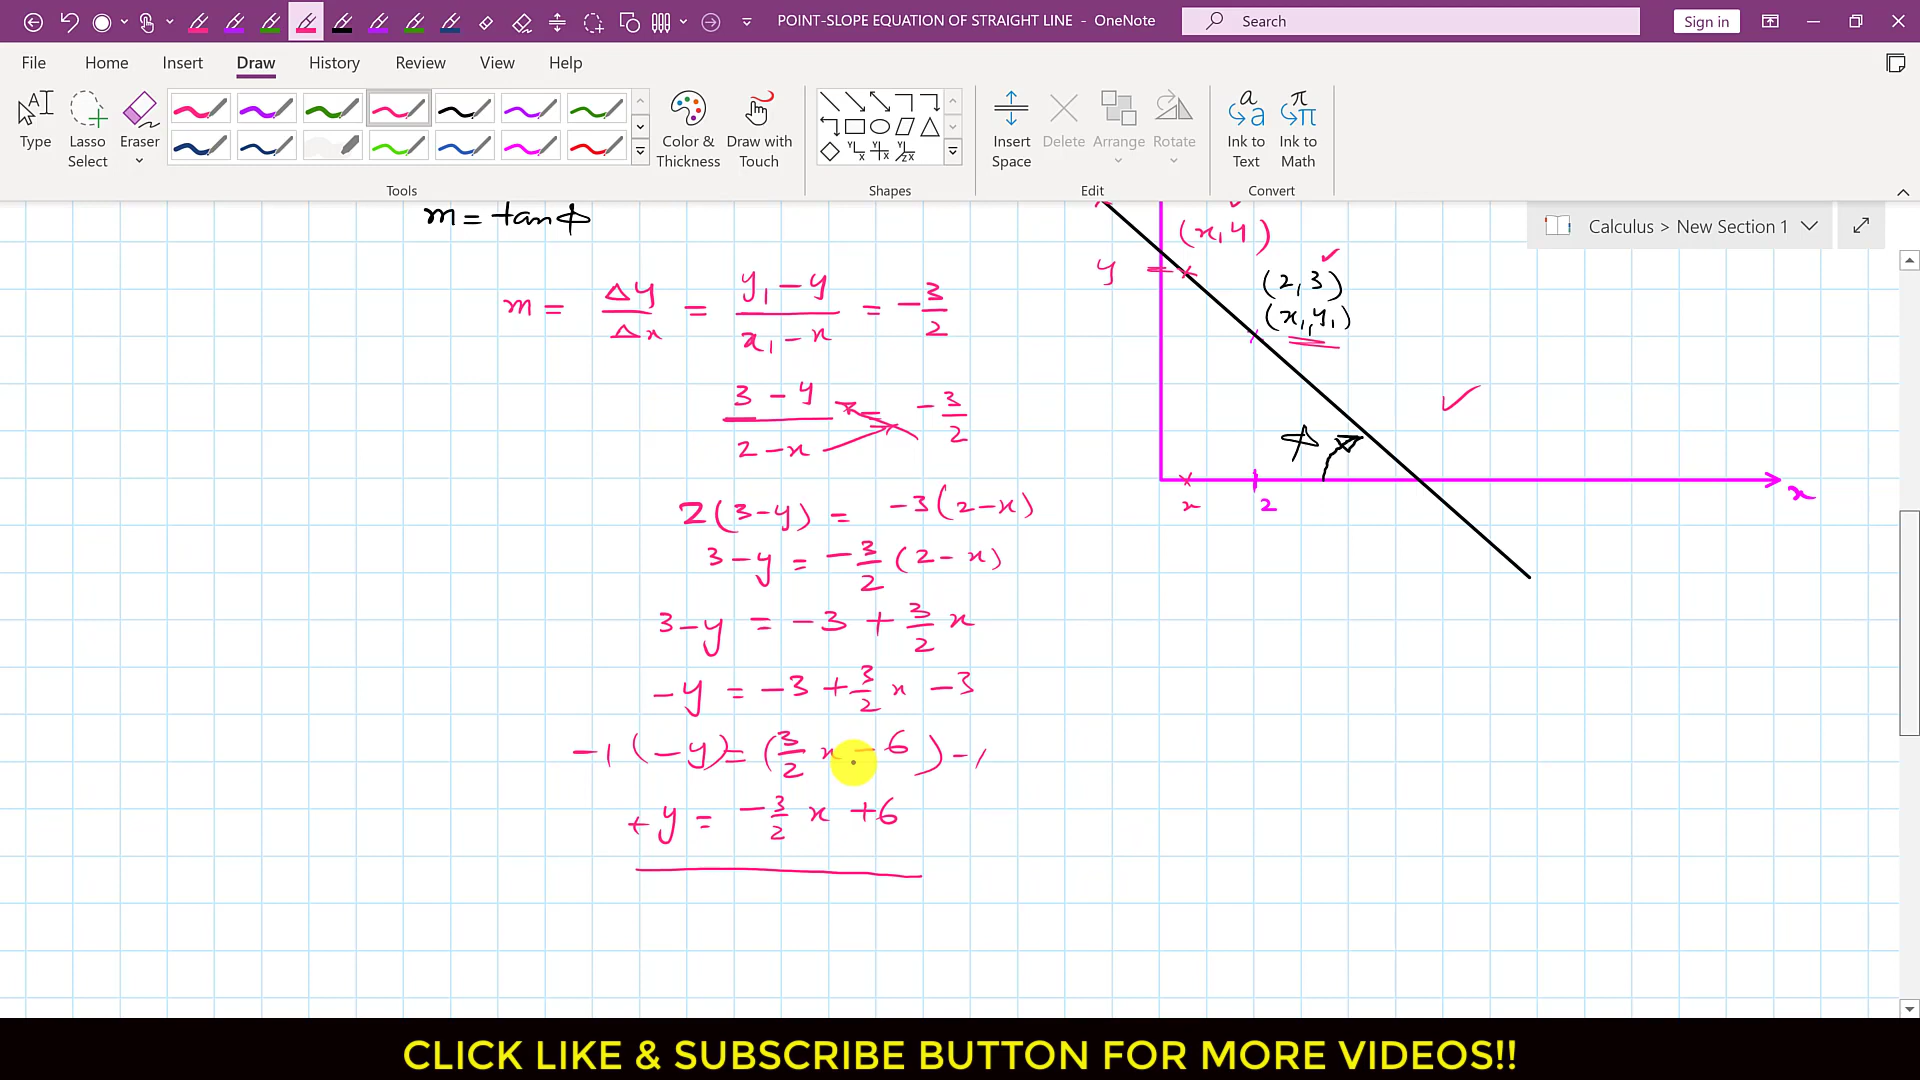 POINT-SLOPE EQUATION OF STRAIGHT LINE - OneNote
Search
Sign in
File Home Insert Draw History Review View Help
Type
Lasso Select
Eraser
Color & Thickness
Draw with Touch
Insert Space
Delete
Arrange
Rotate
Ink to Text
Ink to Math
Tools
Shapes
Edit
Convert
Calculus > New Section 1
m = tan ϕ
m = Δy/Δx = (y₁ - y)/(x₁ - x) = -3/2
(3 - y)/(2 - x) = -3/2
2(3-y) = -3(2-x)
3-y = -3/2 (2-x)
3-y = -3 + 3/2 x
-y = -3 + 3/2 x - 3
-1(-y) = (3/2 x - 6) -1
+y = -3/2 x + 6
(x,y)
y
(2,3)
(x₁,y₁)
ϕ
x
2
x
CLICK LIKE & SUBSCRIBE BUTTON FOR MORE VIDEOS!!